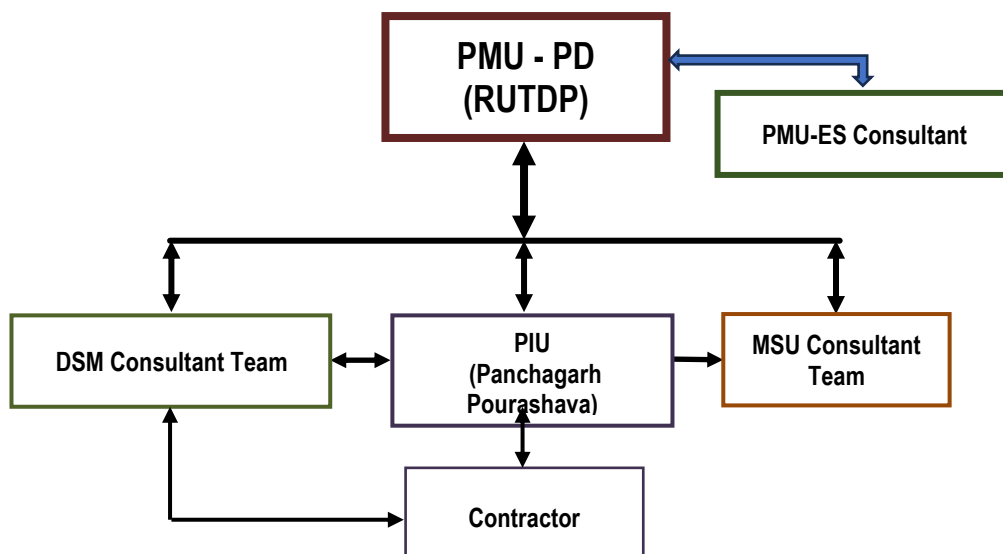 PMU - PD
(RUTDP)
PMU-ES Consultant
DSM Consultant Team
PIU
(Panchagarh
Pourashava)
MSU Consultant
Team
Contractor